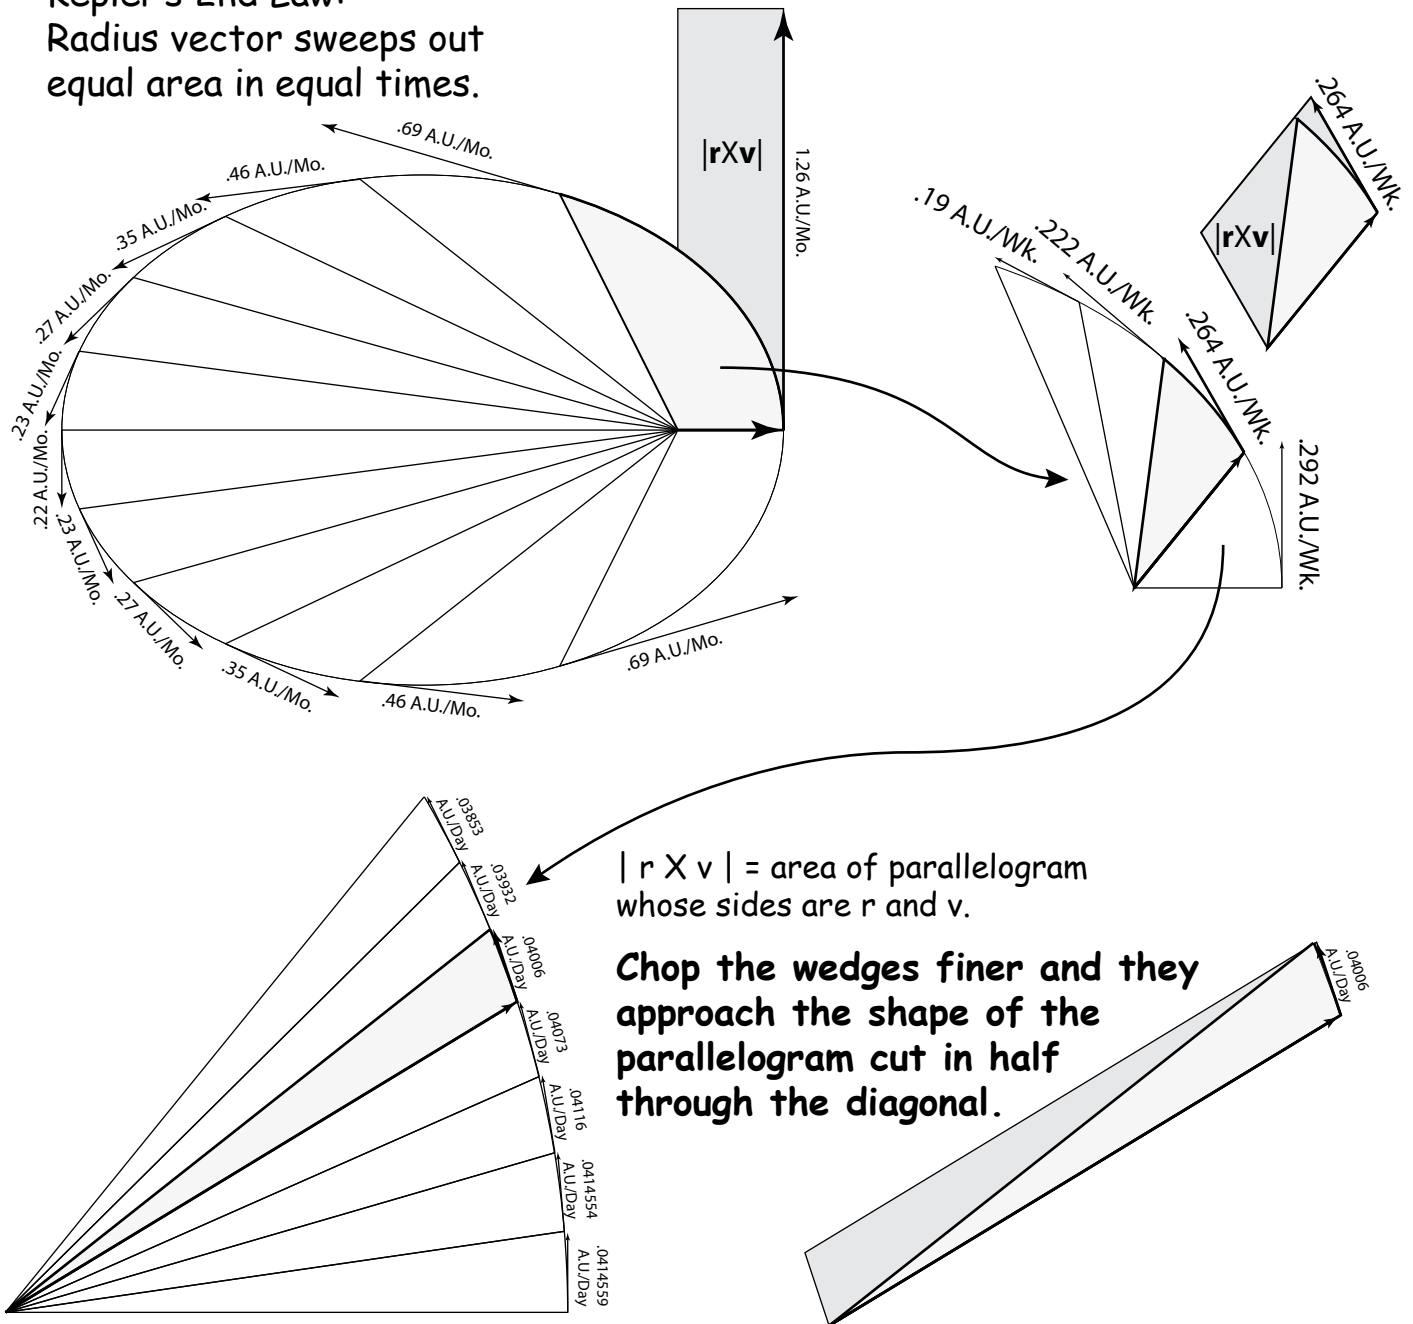 Kepler's 2nd Law:
Radius vector sweeps out
equal area in equal times.
.69 A.U./Mo.
.46 A.U./Mo.
.35 A.U./Mo.
.27 A.U./Mo.
.23 A.U./Mo.
.22 A.U./Mo.
.23 A.U./Mo.
.27 A.U./Mo.
.35 A.U./Mo.
.46 A.U./Mo.
.69 A.U./Mo.
|rXv|
1.26 A.U./Mo.
.19 A.U./Wk.
.222 A.U./Wk.
.264 A.U./Wk.
.292 A.U./Wk.
|rXv|
.264 A.U./Wk.
.03853
A.U./Day
.03932
A.U./Day
.04006
A.U./Day
.04073
A.U./Day
.04116
A.U./Day
.0414554
A.U./Day
.0414559
A.U./Day
| r X v | = area of parallelogram
whose sides are r and v.
Chop the wedges finer and they
approach the shape of the
parallelogram cut in half
through the diagonal.
.04006
A.U./Day